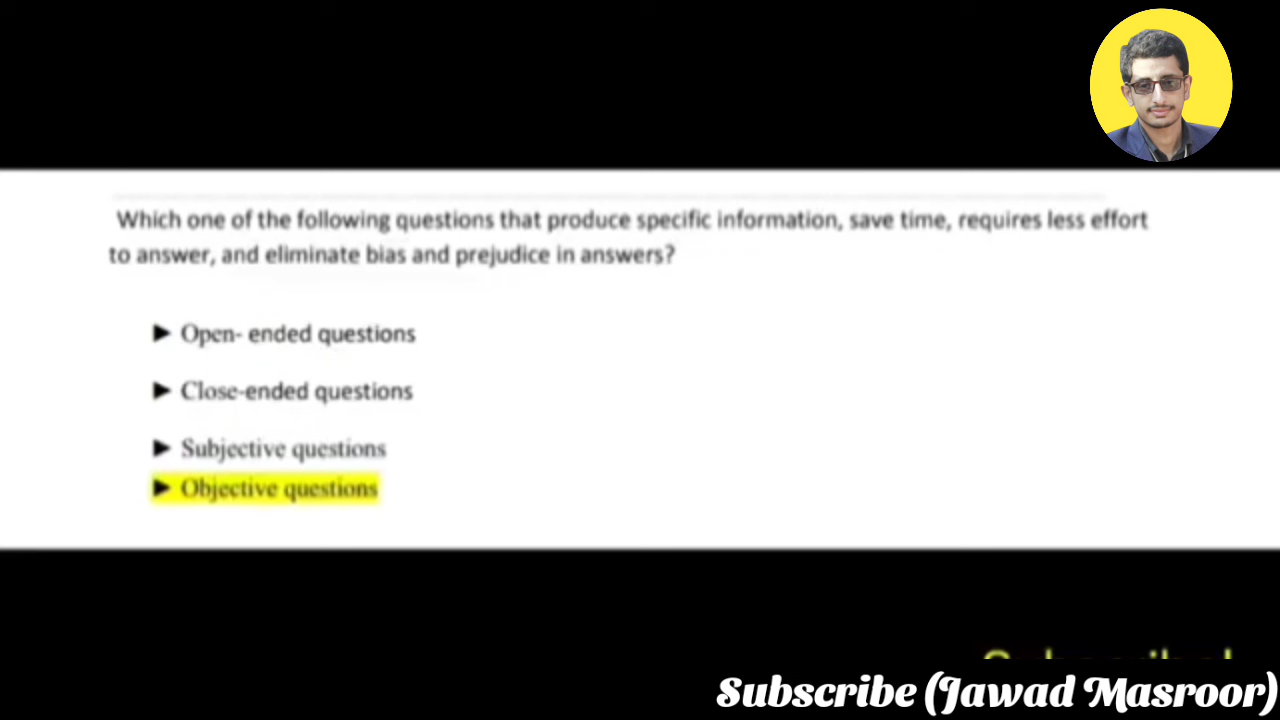 Which one of the following questions that produce specific information, save time, requires less effort
to answer, and eliminate bias and prejudice in answers?
► Open- ended questions
► Close-ended questions
► Subjective questions
► Objective questions
Subscribe (Jawad Masroor)